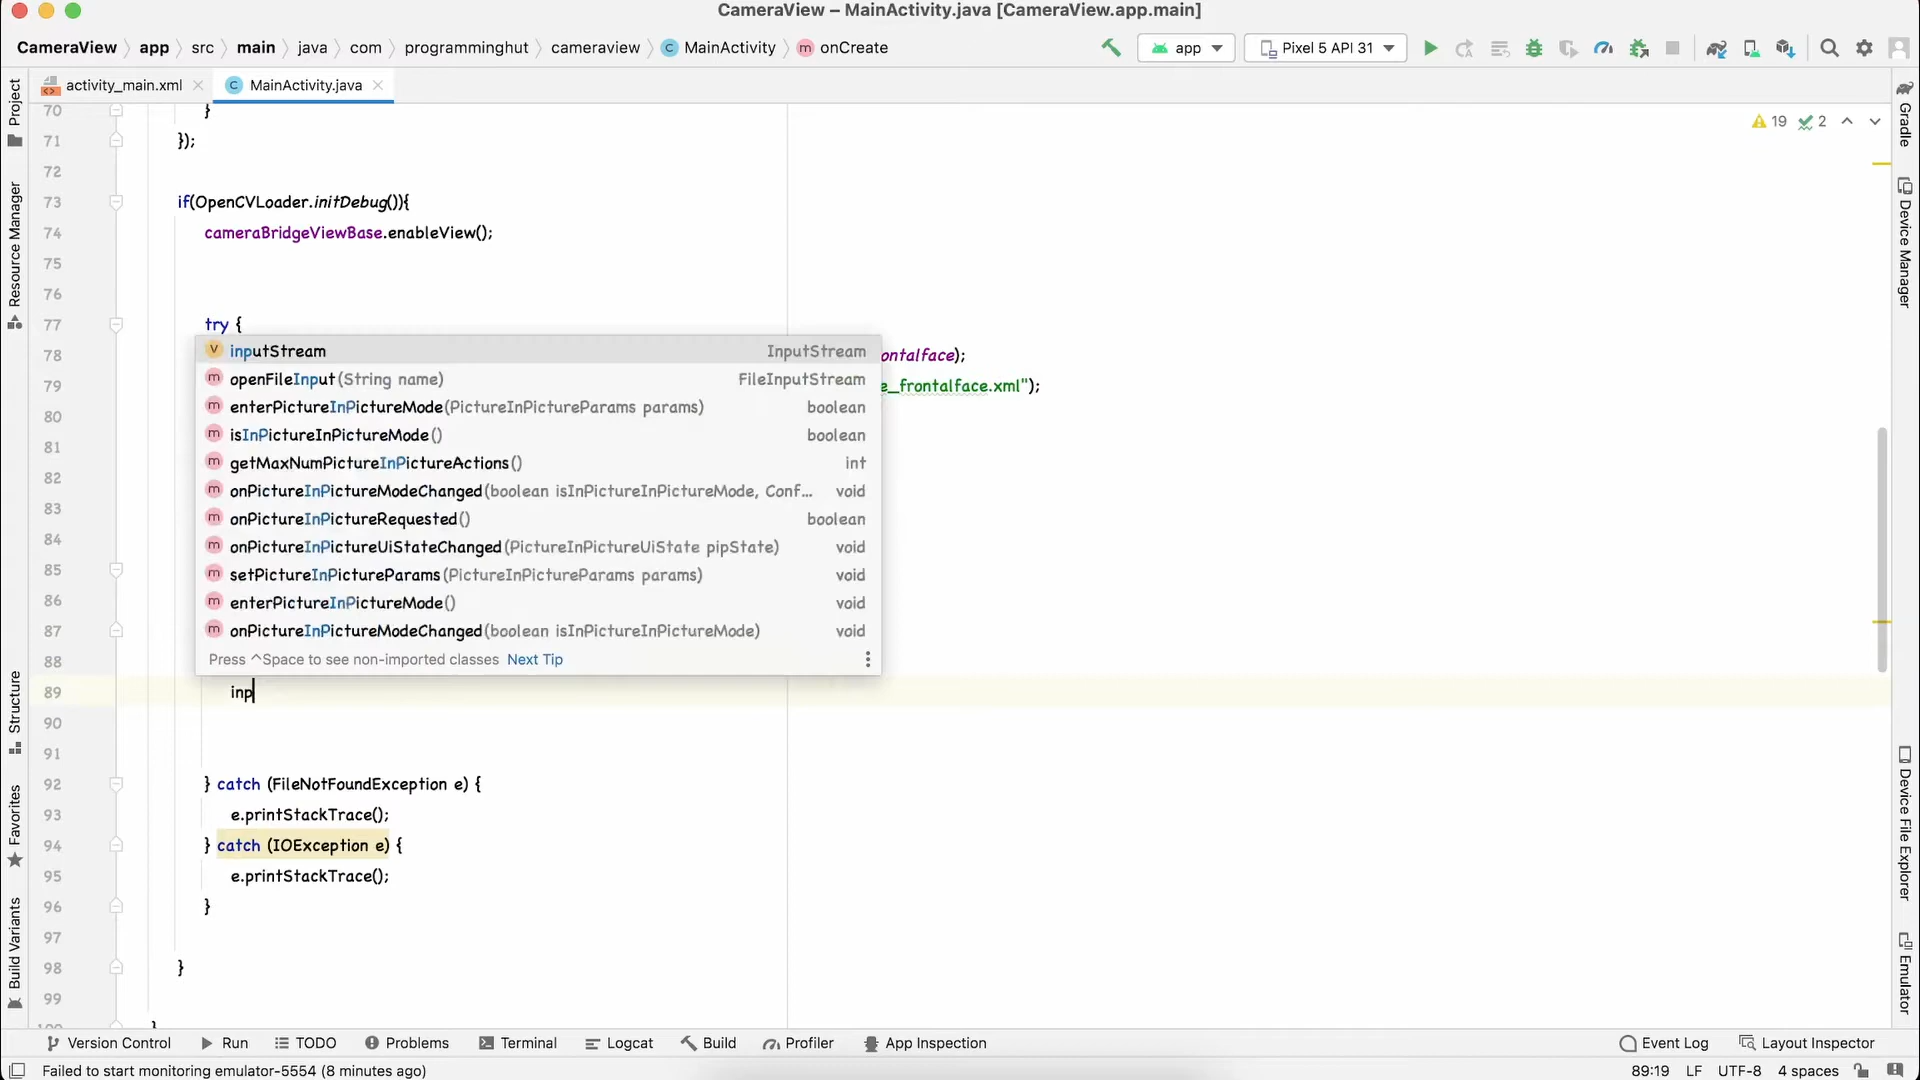 CameraView – MainActivity.java [CameraView.app.main]
CameraView app src main java com programminghut cameraview MainActivity onCreate
app
Pixel 5 API 31
activity_main.xml
MainActivity.java
19 2
Project
Resource Manager
Structure
Favorites
Build Variants
Gradle
Device Manager
Device File Explorer
Emulator
70 }
71 });
72
73 if(OpenCVLoader.initDebug()){
74 cameraBridgeViewBase.enableView();
75
76
77 try {
78 ontalface);
79 e_frontalface.xml");
80
81
82
83
84
85
86
87
88
inputStream InputStream
openFileInput(String name) FileInputStream
enterPictureInPictureMode(PictureInPictureParams params) boolean
isInPictureInPictureMode() boolean
getMaxNumPictureInPictureActions() int
onPictureInPictureModeChanged(boolean isInPictureInPictureMode, Conf... void
onPictureInPictureRequested() boolean
onPictureInPictureUiStateChanged(PictureInPictureUiState pipState) void
setPictureInPictureParams(PictureInPictureParams params) void
enterPictureInPictureMode() void
onPictureInPictureModeChanged(boolean isInPictureInPictureMode) void
Press ^Space to see non-imported classes Next Tip
89 inp
90
91
92 } catch (FileNotFoundException e) {
93 e.printStackTrace();
94 } catch (IOException e) {
95 e.printStackTrace();
96 }
97
98 }
99
100 }
Version Control Run TODO Problems Terminal Logcat Build Profiler App Inspection Event Log Layout Inspector
Failed to start monitoring emulator-5554 (8 minutes ago) 89:19 LF UTF-8 4 spaces